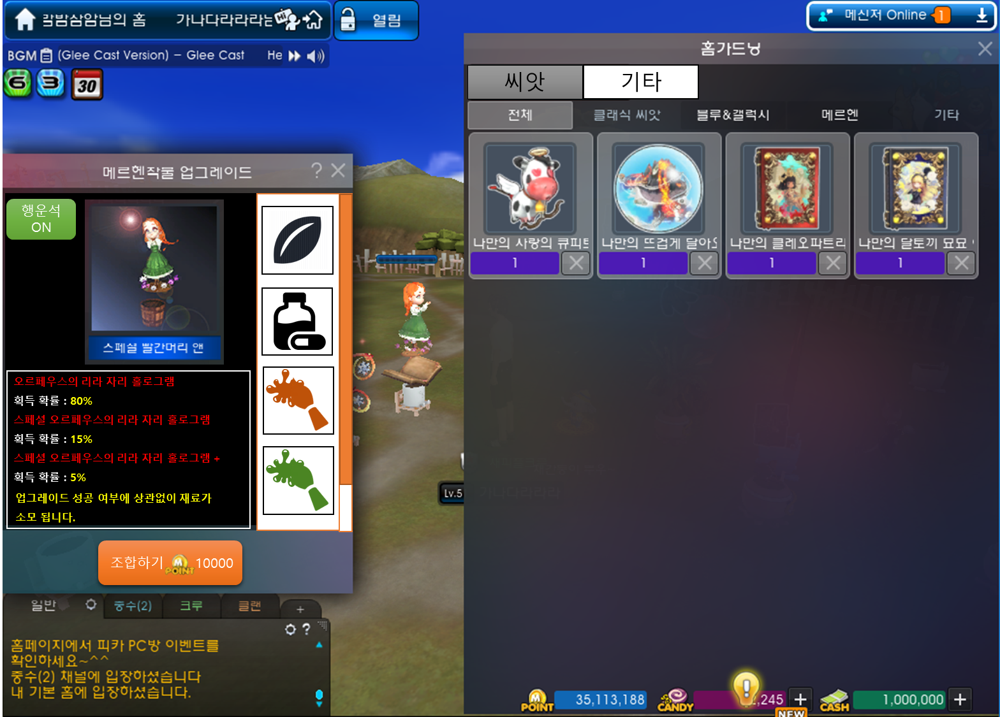 캄밤삼암님의 홈
가나다라라라는
열림
메신저 Online 1
BGM (Glee Cast Version) – Glee Cast He
6 3 30
홈가드닝
씨앗 기타
전체 클래식 씨앗 블루&갤럭시 메르헨 기타
나만의 사랑의 큐피트
나만의 뜨겁게 달아오
나만의 클레오파트라
나만의 달토끼 묘묘
1 1 1 1
메르헨작물 업그레이드
?
행운석
ON
스페셜 빨간머리 앤
오르페우스의 리라 자리 홀로그램
획득 확률 : 80%
스페셜 오르페우스의 리라 자리 홀로그램
획득 확률 : 15%
스페셜 오르페우스의 리라 자리 홀로그램 +
획득 확률 : 5%
업그레이드 성공 여부에 상관없이 재료가
소모 됩니다.
조합하기 M POINT 10000
Lv.5
가나다라라라
일반 중수(2) 크루 클랜 +
?
홈페이지에서 피카 PC방 이벤트를
확인하세요~^^
중수(2) 채널에 입장하셨습니다
내 기본 홈에 입장하셨습니다.
M POINT 35,113,188
CANDY ,245 +
NEW
CASH 1,000,000 +